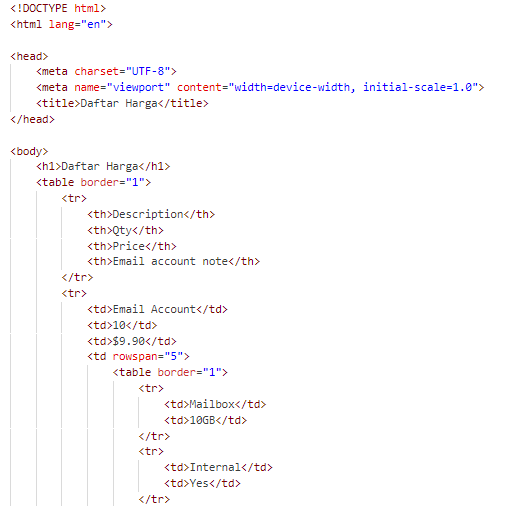 <!DOCTYPE html>
<html lang="en">
<head>
<meta charset="UTF-8">
<meta name="viewport" content="width=device-width, initial-scale=1.0">
<title>Daftar Harga</title>
</head>
<body>
<h1>Daftar Harga</h1>
<table border="1">
<tr>
<th>Description</th>
<th>Qty</th>
<th>Price</th>
<th>Email account note</th>
</tr>
<tr>
<td>Email Account</td>
<td>10</td>
<td>$9.90</td>
<td rowspan="5">
<table border="1">
<tr>
<td>Mailbox</td>
<td>10GB</td>
</tr>
<tr>
<td>Internal</td>
<td>Yes</td>
</tr>